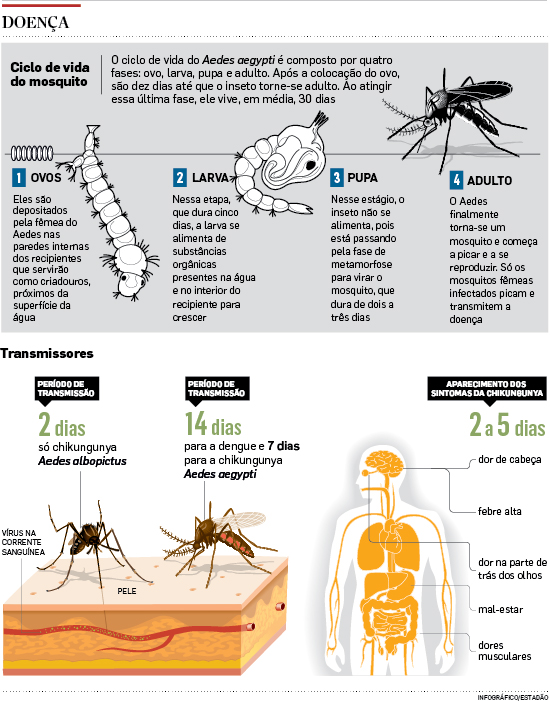 DOENÇA
Ciclo de vida
do mosquito
O ciclo de vida do Aedes aegypti é composto por quatro
fases: ovo, larva, pupa e adulto. Após a colocação do ovo,
são dez dias até que o inseto torne-se adulto. Ao atingir
essa última fase, ele vive, em média, 30 dias
1 OVOS
Eles são
depositados
pela fêmea do
Aedes nas
paredes internas
dos recipientes
que servirão
como criadouros,
próximos da
superfície da
água
2 LARVA
Nessa etapa,
que dura cinco
dias, a larva se
alimenta de
substâncias
orgânicas
presentes na água
e no interior do
recipiente para
crescer
3 PUPA
Nesse estágio, o
inseto não se
alimenta, pois
está passando
pela fase de
metamorfose
para virar o
mosquito, que
dura de dois a
três dias
4 ADULTO
O Aedes
finalmente
torna-se um
mosquito e começa
a picar e a se
reproduzir. Só os
mosquitos fêmeas
infectados picam e
transmitem a
doença
Transmissores
PERÍODO DE
TRANSMISSÃO
2 dias
só chikungunya
Aedes albopictus
PERÍODO DE
TRANSMISSÃO
14 dias
para a dengue e 7 dias
para a chikungunya
Aedes aegypti
VÍRUS NA
CORRENTE
SANGUÍNEA
PELE
APARECIMENTO DOS
SINTOMAS DA CHIKUNGUNYA
2 a 5 dias
dor de cabeça
febre alta
dor na parte de
trás dos olhos
mal-estar
dores
musculares
INFOGRÁFICO/ESTADÃO